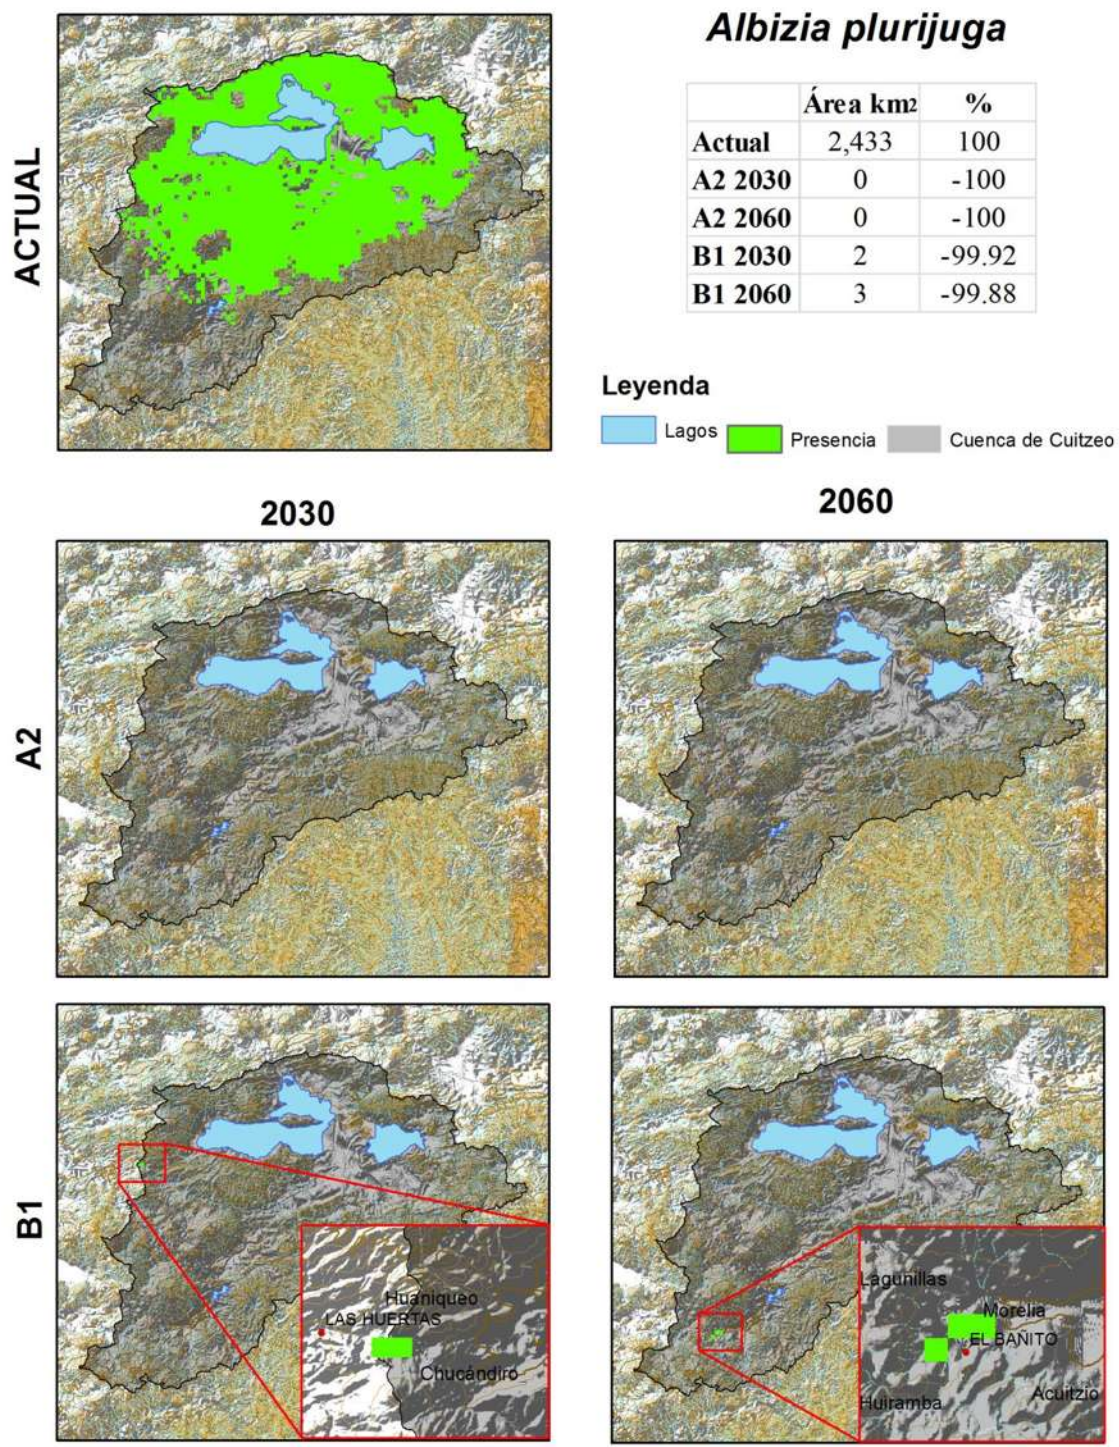 Albizia plurijuga
Área km2 %
Actual 2,433 100
A2 2030 0 -100
A2 2060 0 -100
B1 2030 2 -99.92
B1 2060 3 -99.88
ACTUAL
Leyenda
Lagos Presencia Cuenca de Cuitzeo
2030 2060
A2
B1
Huaniqueo
LAS HUERTAS
Chucándiro
Lagunillas
Morelia
EL BAÑITO
Huiramba
Acuitzio